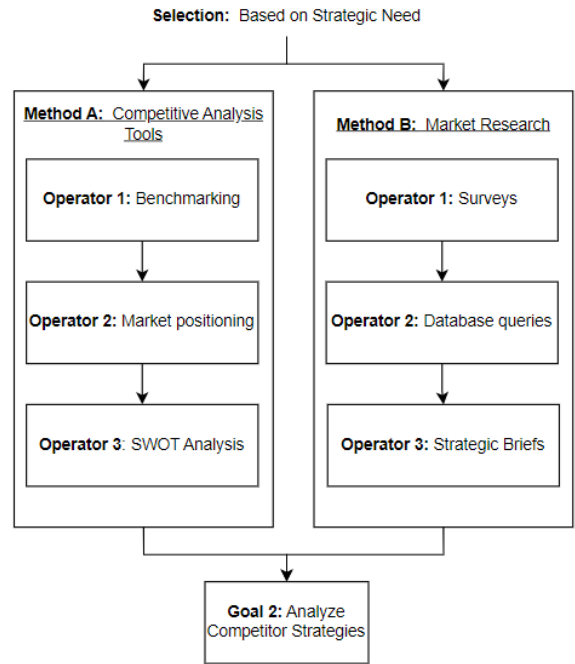 Selection: Based on Strategic Need
Method A: Competitive Analysis
Tools
Operator 1: Benchmarking
Operator 2: Market positioning
Operator 3: SWOT Analysis
Method B: Market Research
Operator 1: Surveys
Operator 2: Database queries
Operator 3: Strategic Briefs
Goal 2: Analyze
Competitor Strategies